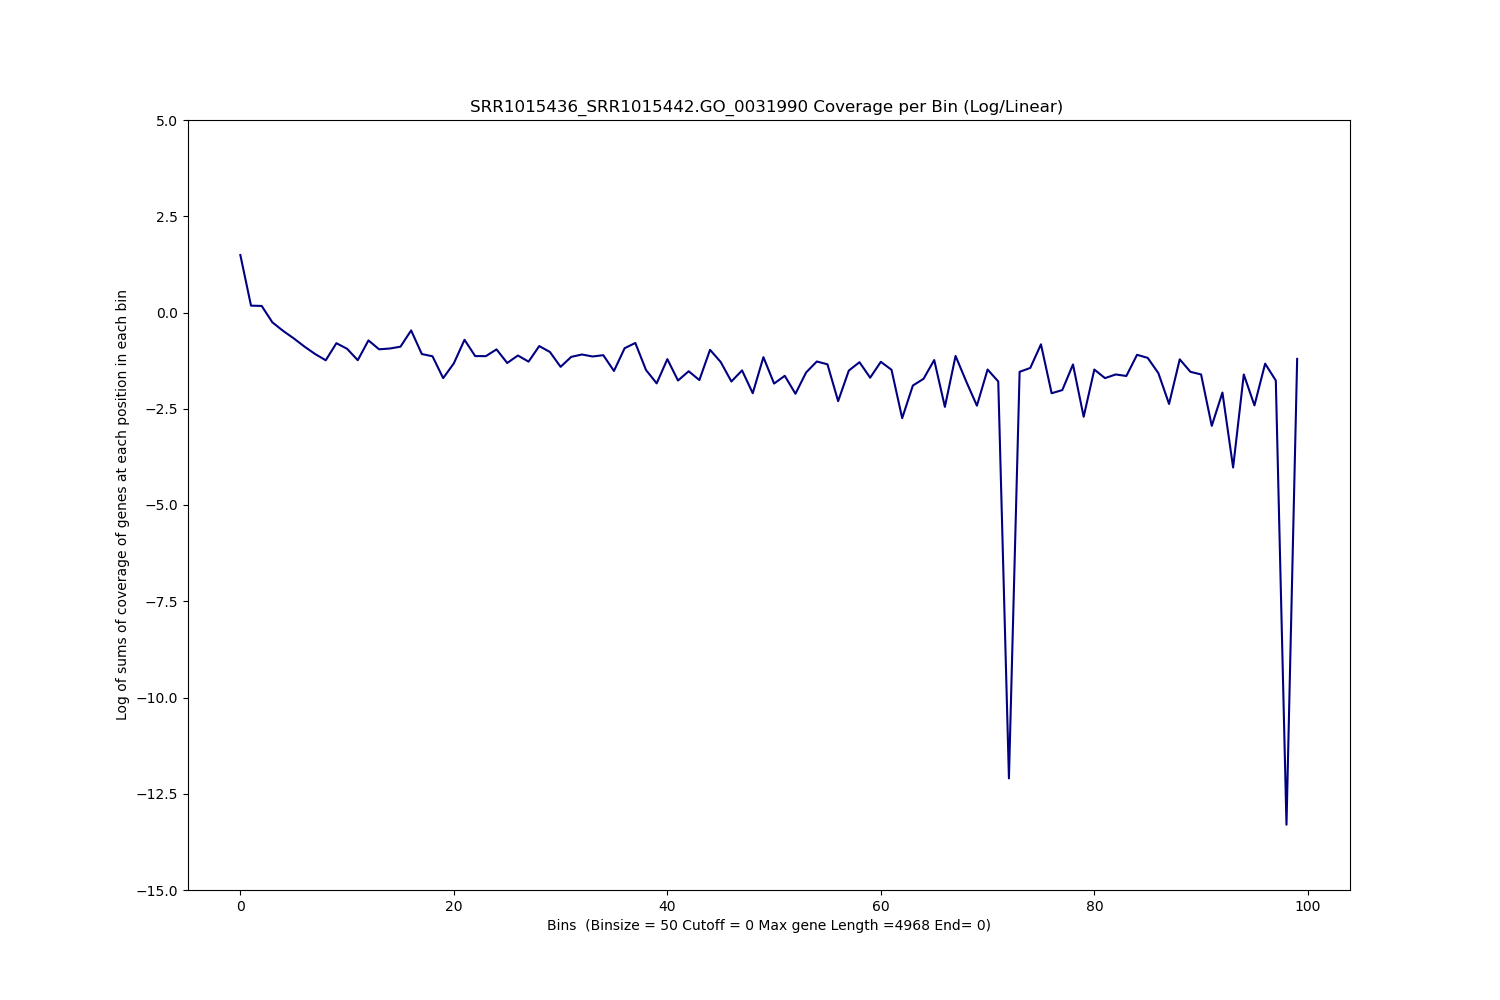 SRR1015436_SRR1015442.GO_0031990 Coverage per Bin (Log/Linear)
Log of sums of coverage of genes at each position in each bin
5.0
2.5
0.0
−2.5
−5.0
−7.5
−10.0
−12.5
−15.0
0 20 40 60 80 100
Bins  (Binsize = 50 Cutoff = 0 Max gene Length =4968 End= 0)